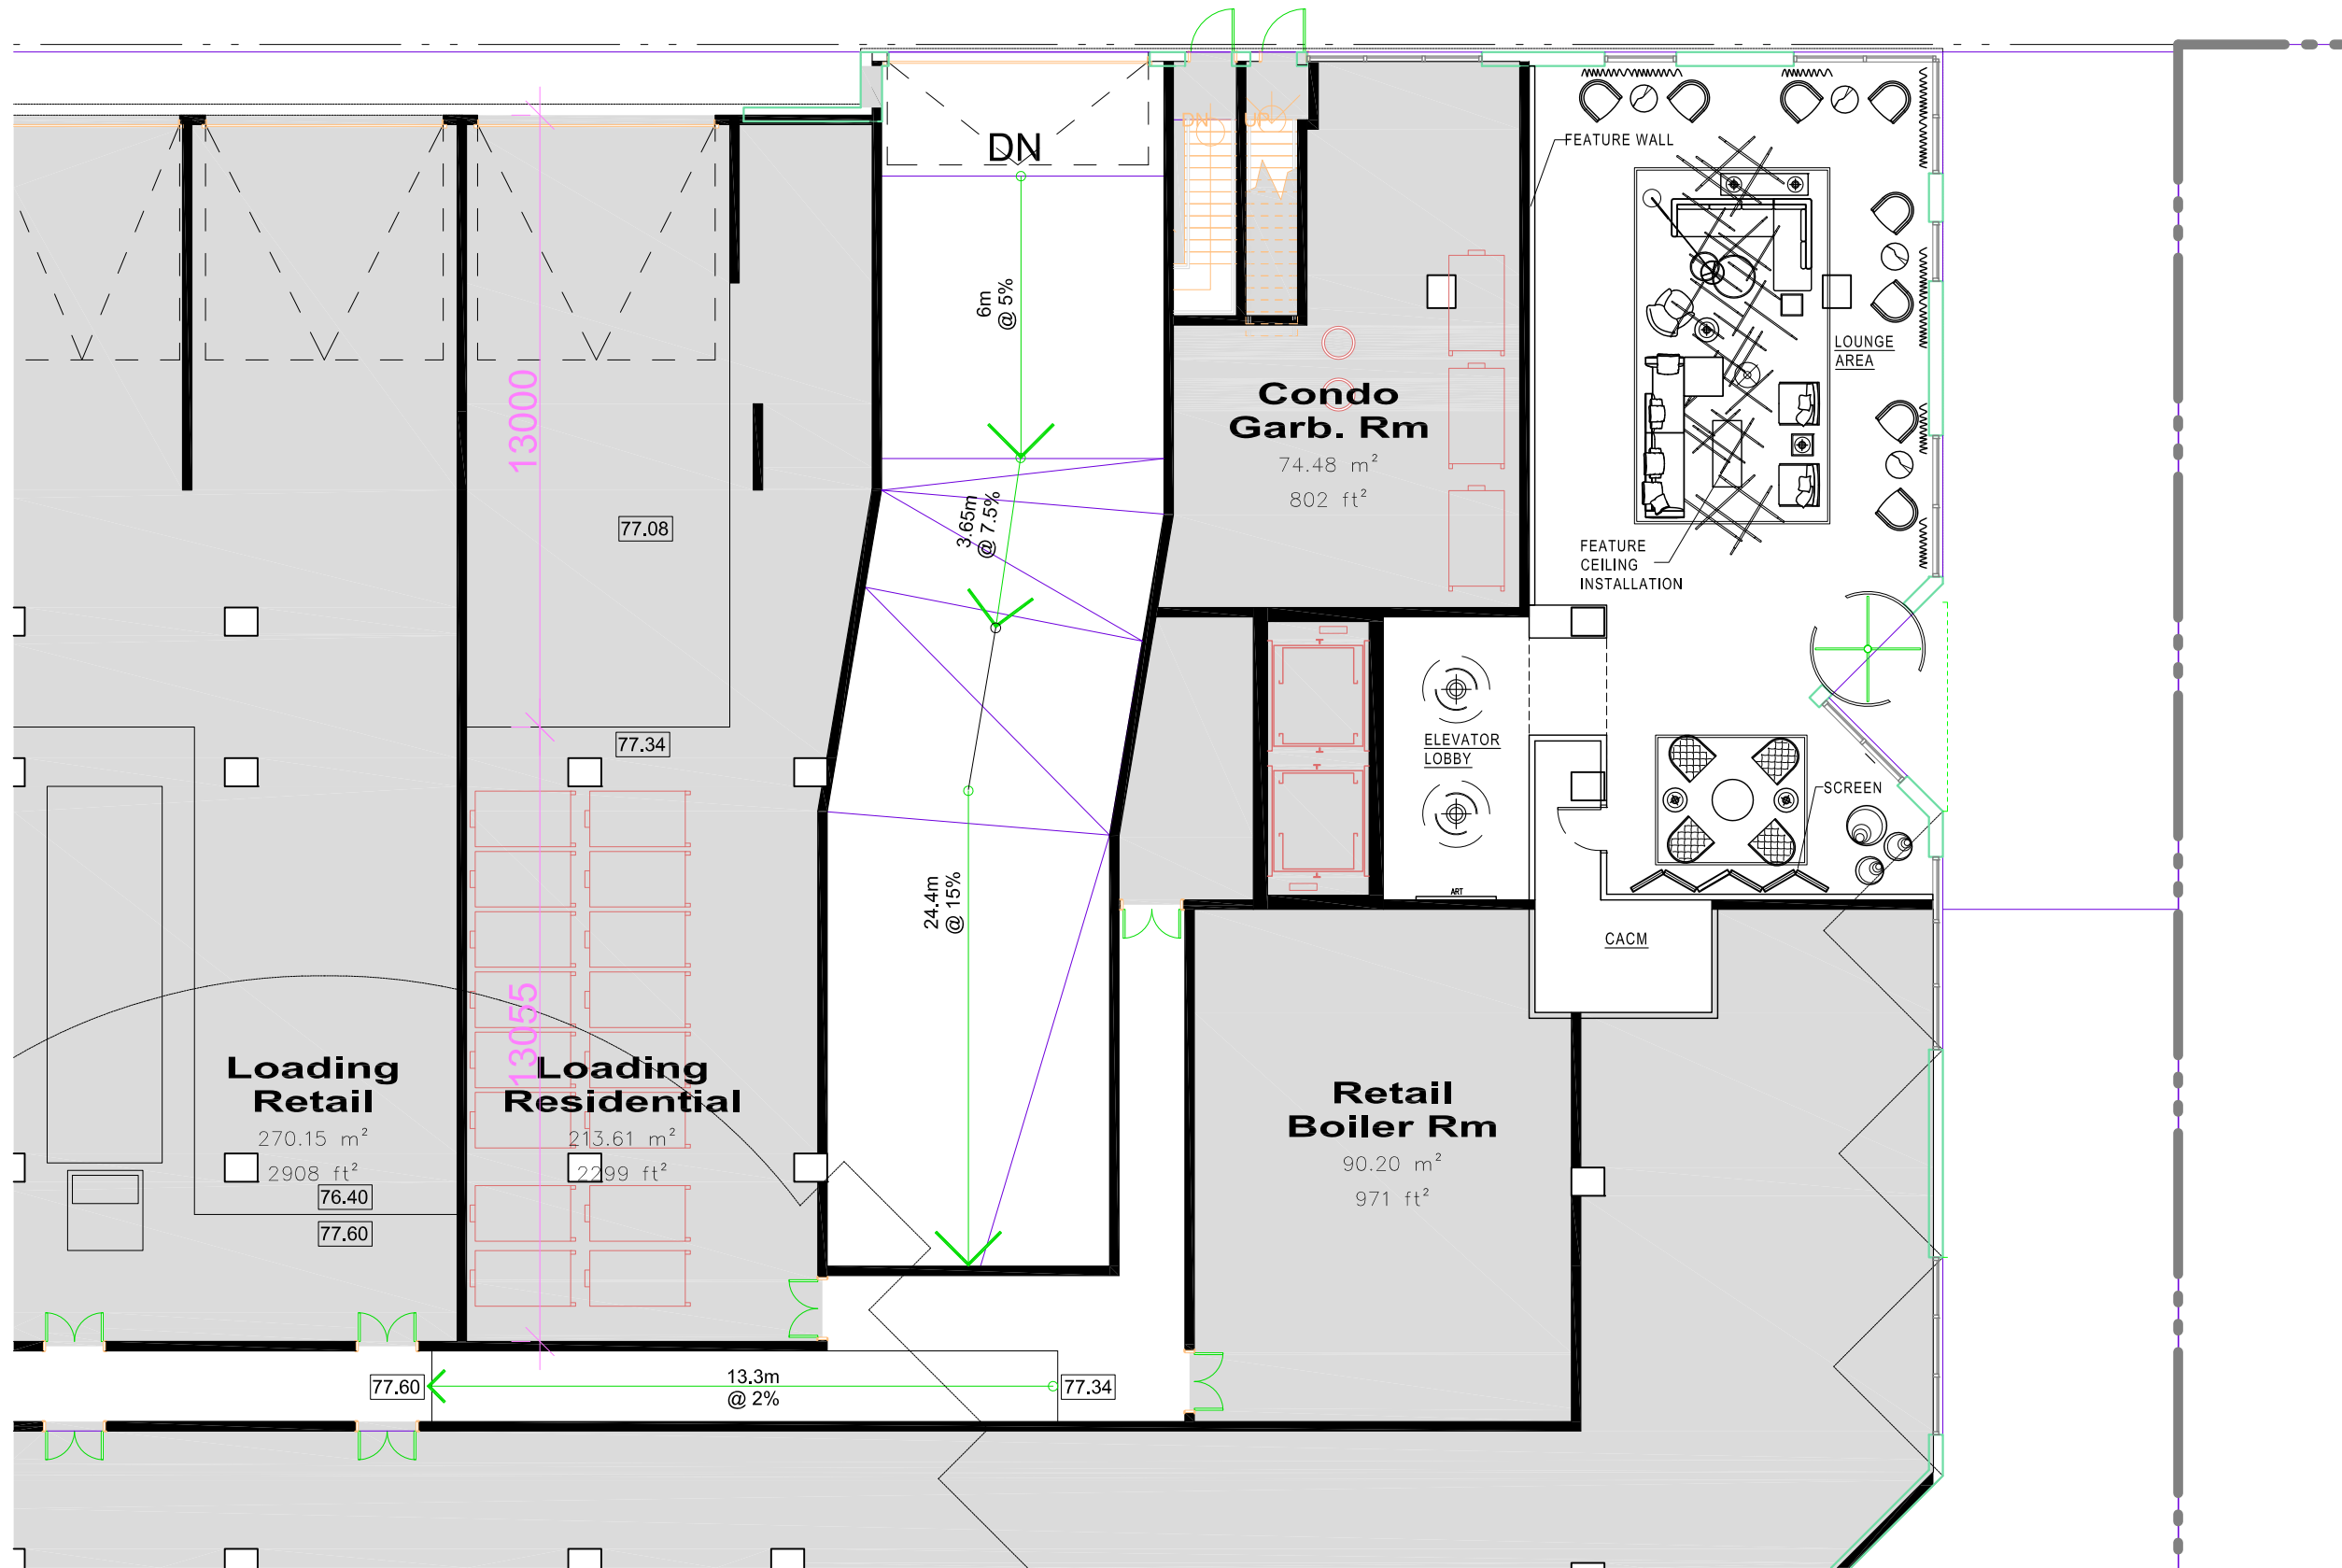 DN
DN
UP
FEATURE WALL
6m
@ 5%
LOUNGE
AREA
13000
Condo
Garb. Rm
74.48 m²
802 ft²
77.08
3.65m
@ 7.5%
FEATURE
CEILING
INSTALLATION
77.34
ELEVATOR
LOBBY
SCREEN
24.4m
@ 15%
ART
CACM
13055
Loading
Retail
270.15 m²
2908 ft²
76.40
77.60
Loading
Residential
213.61 m²
2299 ft²
Retail
Boiler Rm
90.20 m²
971 ft²
77.60
13.3m
@ 2%
77.34